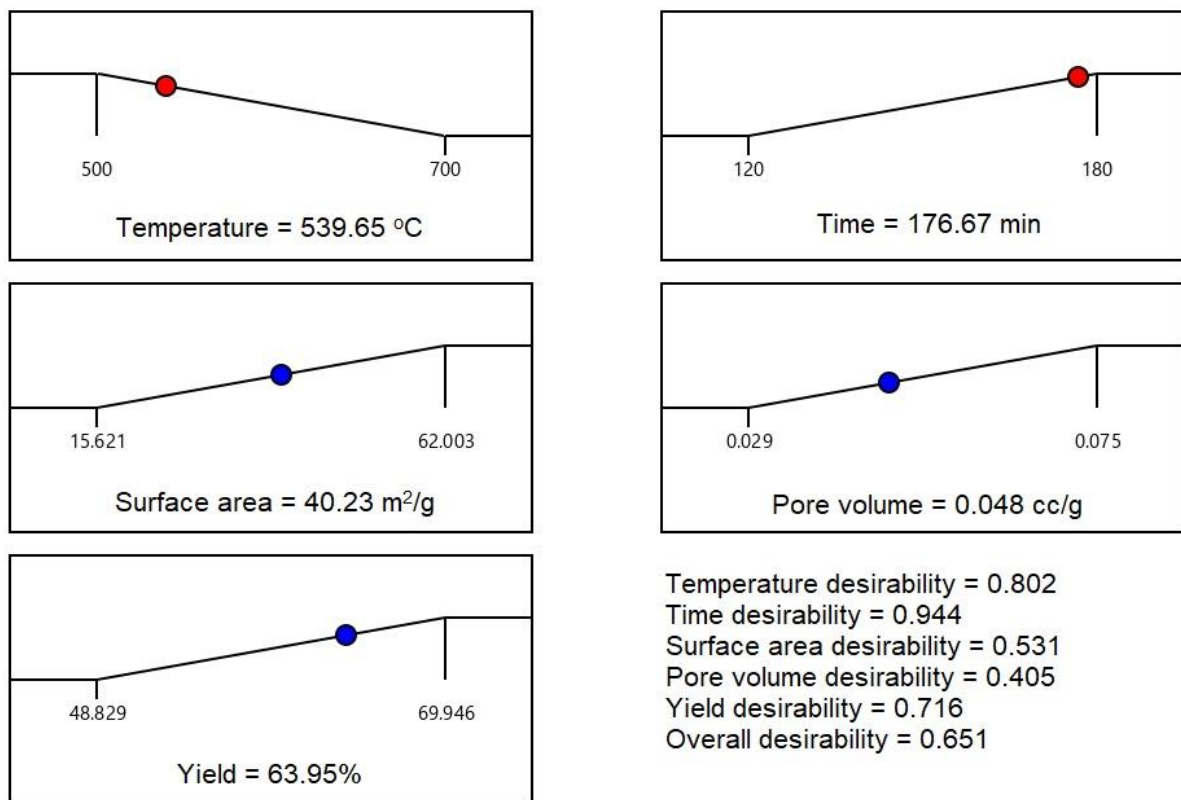 500
700
Temperature = 539.65 °C
120
180
Time = 176.67 min
15.621
62.003
Surface area = 40.23 m²/g
0.029
0.075
Pore volume = 0.048 cc/g
48.829
69.946
Yield = 63.95%
Temperature desirability = 0.802
Time desirability = 0.944
Surface area desirability = 0.531
Pore volume desirability = 0.405
Yield desirability = 0.716
Overall desirability = 0.651